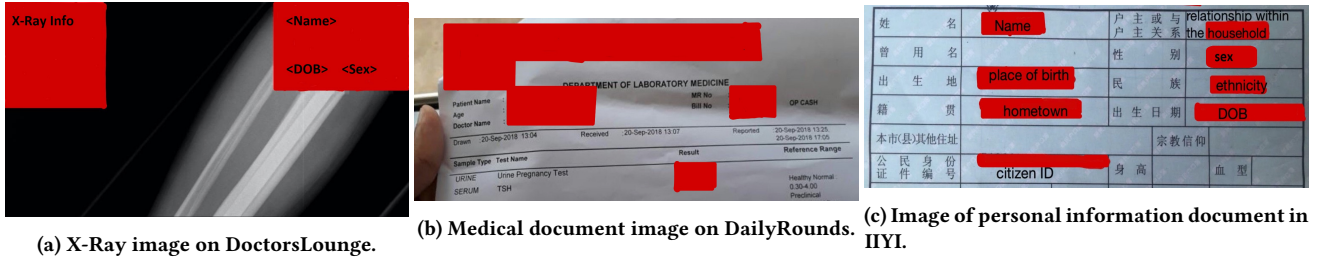 X-Ray Info
<Name>
<DOB> <Sex>
(a) X-Ray image on DoctorsLounge.
DEPARTMENT OF LABORATORY MEDICINE
Patient Name :
MR No
Age
Bill No
OP CASH
Doctor Name :
Drawn :20-Sep-2018 13:04 Received :20-Sep-2018 13:07 Reported :20-Sep-2018 13:25
20-Sep-2018 17:05
Sample Type Test Name Result Reference Range
URINE Urine Pregnancy Test Healthy Normal
SERUM TSH 0.30-4.00
Preclinical
(b) Medical document image on DailyRounds.
姓 名 Name 户主或与 relationship within
户主关系 the household
曾用名 性别 sex
出生地 place of birth 民族 ethnicity
籍贯 hometown 出生日期 DOB
本市(县)其他住址 宗教信仰
公民身份
证件编号 citizen ID 身高 血型
(c) Image of personal information document in
IIYI.